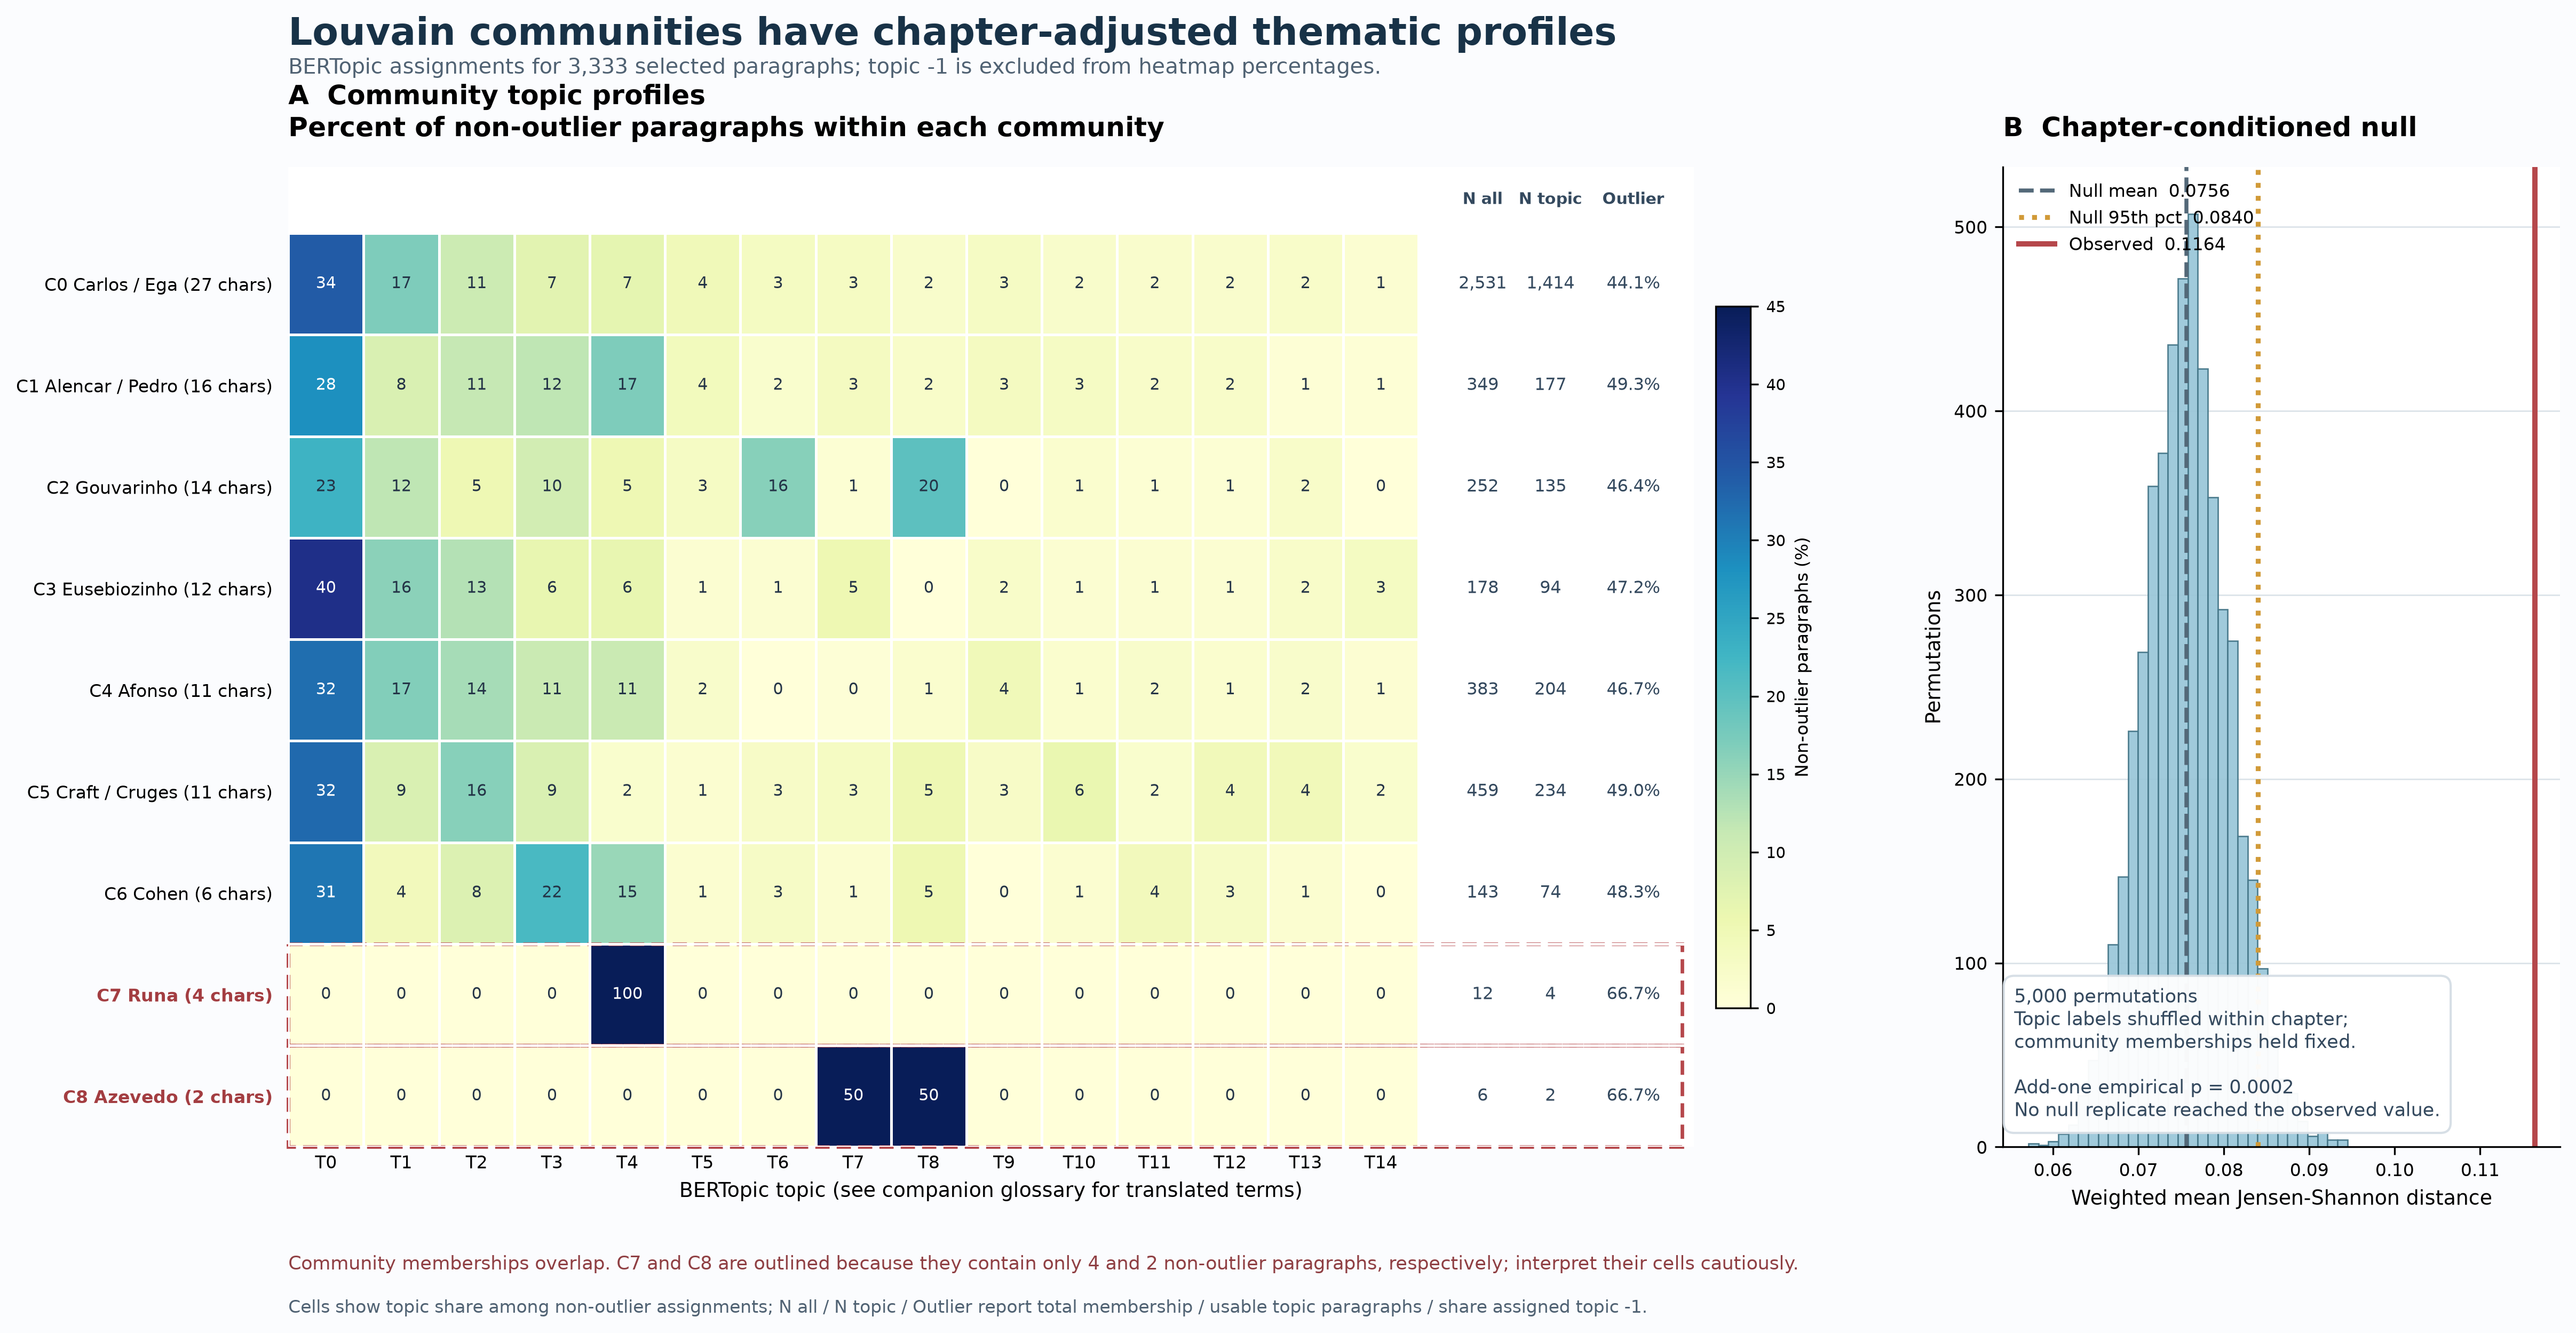 Louvain communities have chapter-adjusted thematic profiles
BERTopic assignments for 3,333 selected paragraphs; topic -1 is excluded from heatmap percentages.
A Community topic profiles
Percent of non-outlier paragraphs within each community
N all N topic Outlier
C0 Carlos / Ega (27 chars) 34 17 11 7 7 4 3 3 2 3 2 2 2 2 1 2,531 1,414 44.1%
C1 Alencar / Pedro (16 chars) 28 8 11 12 17 4 2 3 2 3 3 2 2 1 1 349 177 49.3%
C2 Gouvarinho (14 chars) 23 12 5 10 5 3 16 1 20 0 1 1 1 2 0 252 135 46.4%
C3 Eusebiozinho (12 chars) 40 16 13 6 6 1 1 5 0 2 1 1 1 2 3 178 94 47.2%
C4 Afonso (11 chars) 32 17 14 11 11 2 0 0 1 4 1 2 1 2 1 383 204 46.7%
C5 Craft / Cruges (11 chars) 32 9 16 9 2 1 3 3 5 3 6 2 4 4 2 459 234 49.0%
C6 Cohen (6 chars) 31 4 8 22 15 1 3 1 5 0 1 4 3 1 0 143 74 48.3%
C7 Runa (4 chars) 0 0 0 0 100 0 0 0 0 0 0 0 0 0 0 12 4 66.7%
C8 Azevedo (2 chars) 0 0 0 0 0 0 0 50 50 0 0 0 0 0 0 6 2 66.7%
T0 T1 T2 T3 T4 T5 T6 T7 T8 T9 T10 T11 T12 T13 T14
BERTopic topic (see companion glossary for translated terms)
45
40
35
30
25
20
15
10
5
0
Non-outlier paragraphs (%)
B Chapter-conditioned null
Null mean 0.0756
Null 95th pct 0.0840
Observed 0.1164
500
400
300
200
100
0
Permutations
5,000 permutations
Topic labels shuffled within chapter;
community memberships held fixed.
Add-one empirical p = 0.0002
No null replicate reached the observed value.
0.06 0.07 0.08 0.09 0.10 0.11
Weighted mean Jensen-Shannon distance
Community memberships overlap. C7 and C8 are outlined because they contain only 4 and 2 non-outlier paragraphs, respectively; interpret their cells cautiously.
Cells show topic share among non-outlier assignments; N all / N topic / Outlier report total membership / usable topic paragraphs / share assigned topic -1.